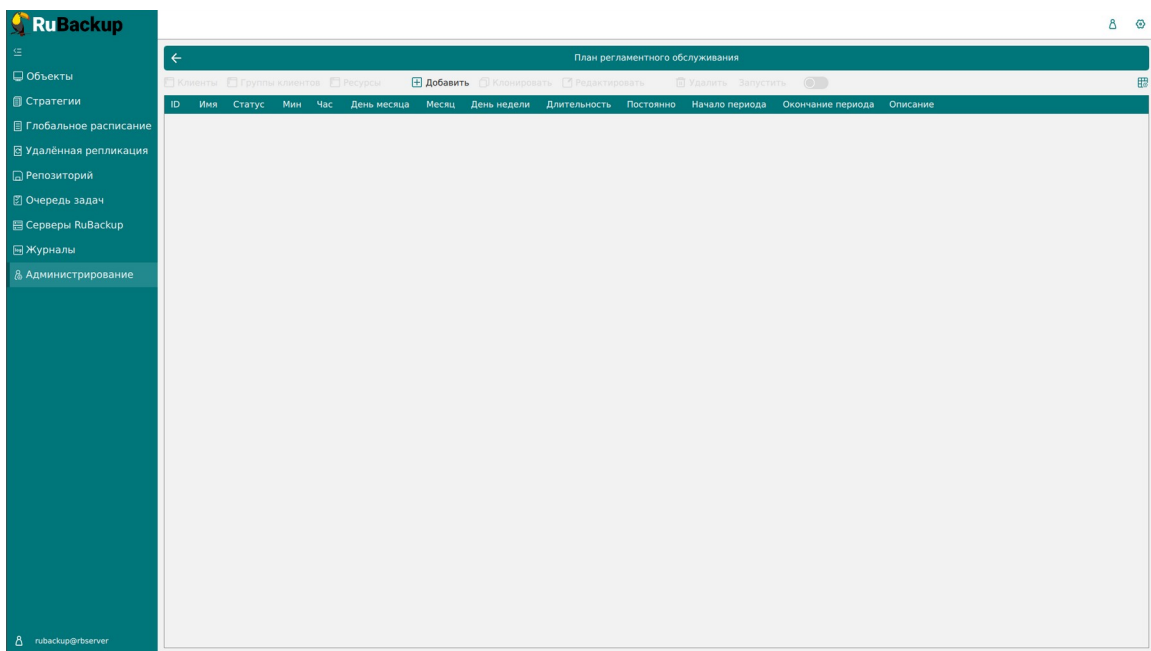 RuBackup
План регламентного обслуживания
Объекты
Стратегии
Глобальное расписание
Удалённая репликация
Репозиторий
Очередь задач
Серверы RuBackup
Журналы
Администрирование
Клиенты Группы клиентов Ресурсы Добавить Клонировать Редактировать Удалить Запустить
ID Имя Статус Мин Час День месяца Месяц День недели Длительность Постоянно Начало периода Окончание периода Описание
rubackup@rbserver